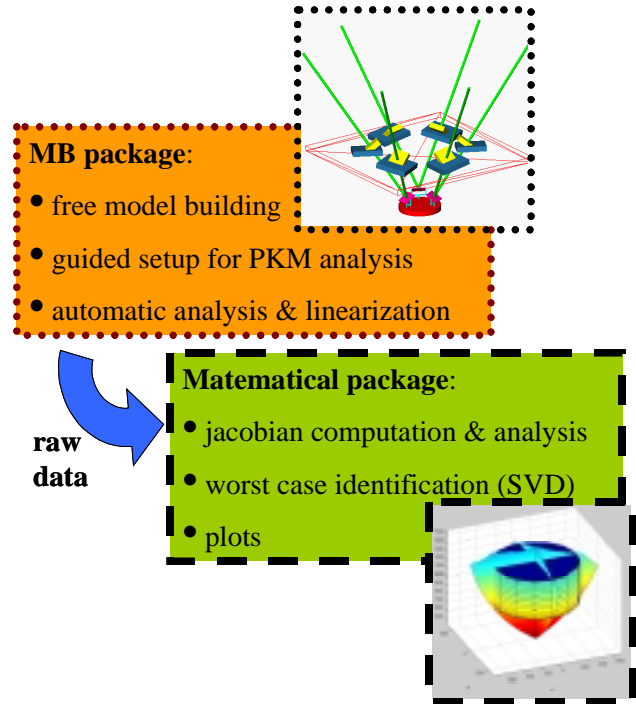 MB package:
• free model building
• guided setup for PKM analysis
• automatic analysis & linearization
raw
data
Matematical package:
• jacobian computation & analysis
• worst case identification (SVD)
• plots